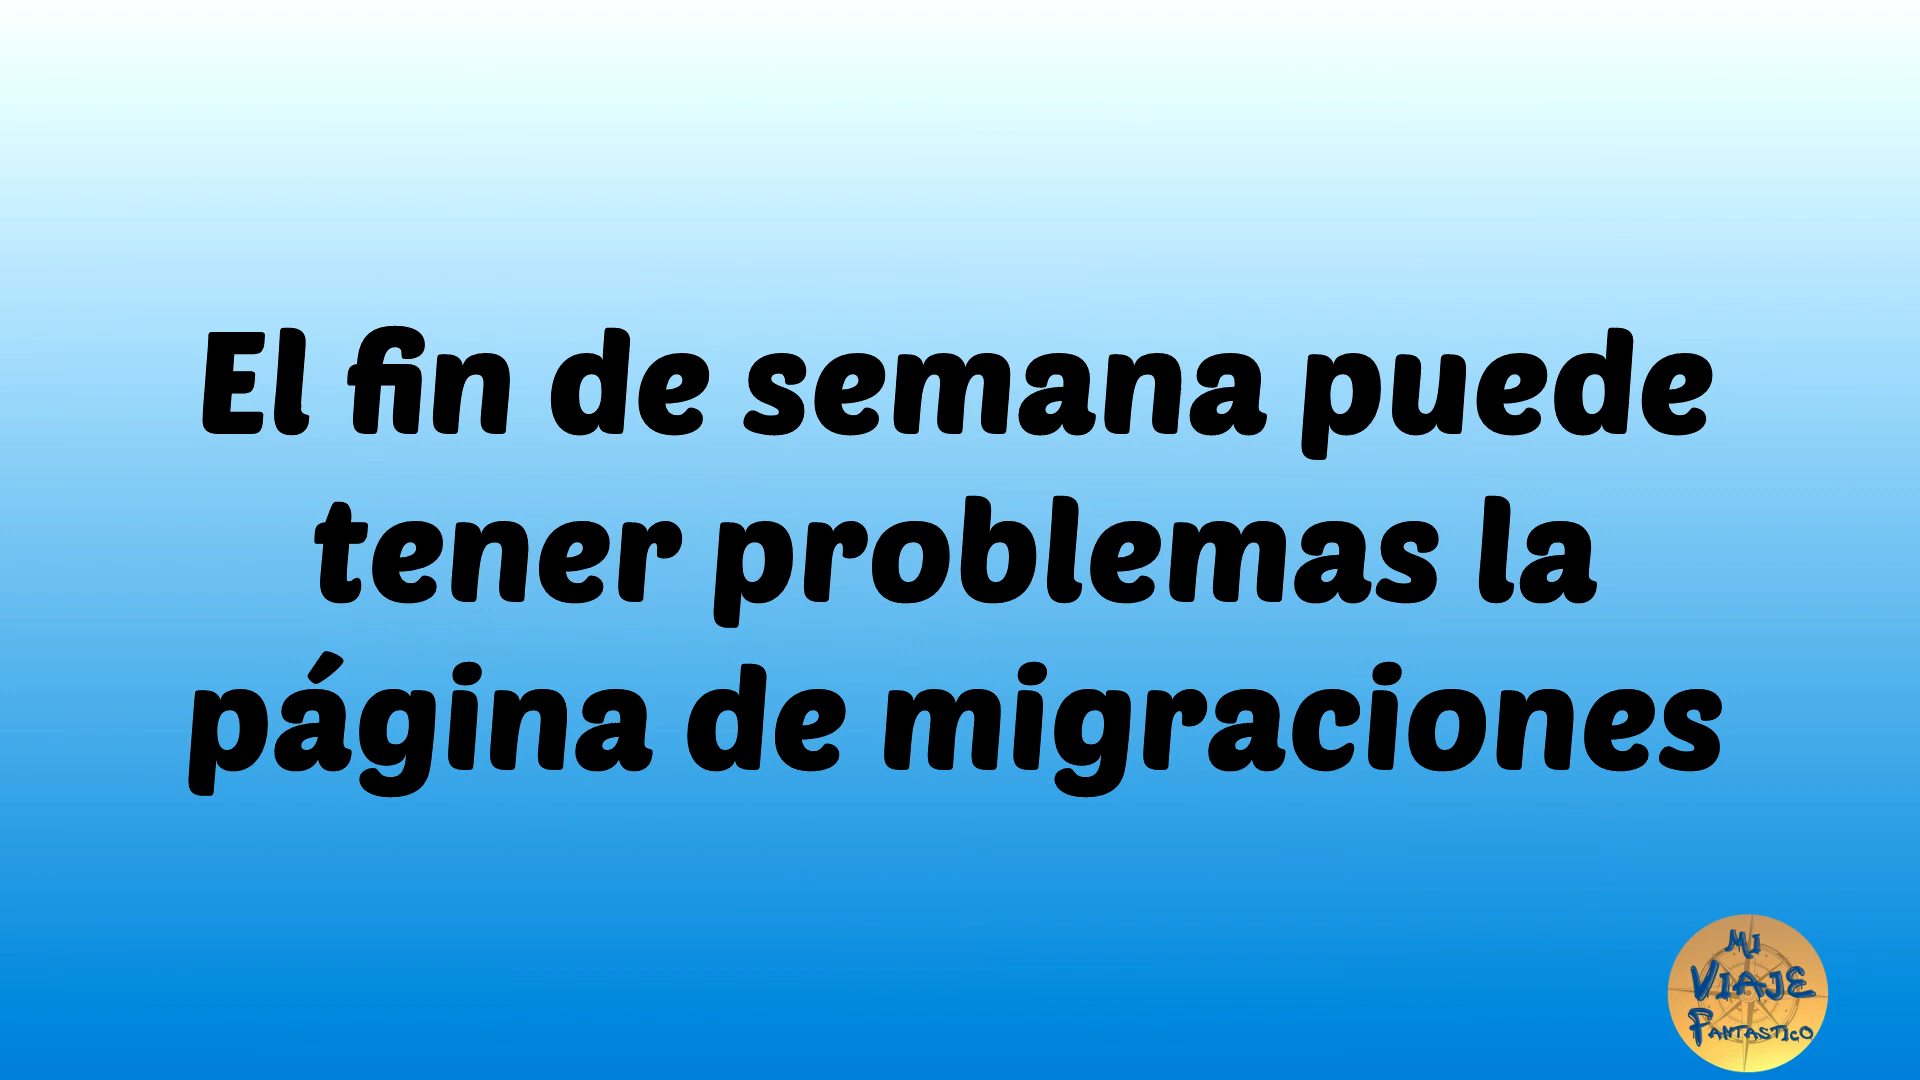 El fin de semana puede
tener problemas la
página de migraciones
MI
VIAJE
FANTASTICO